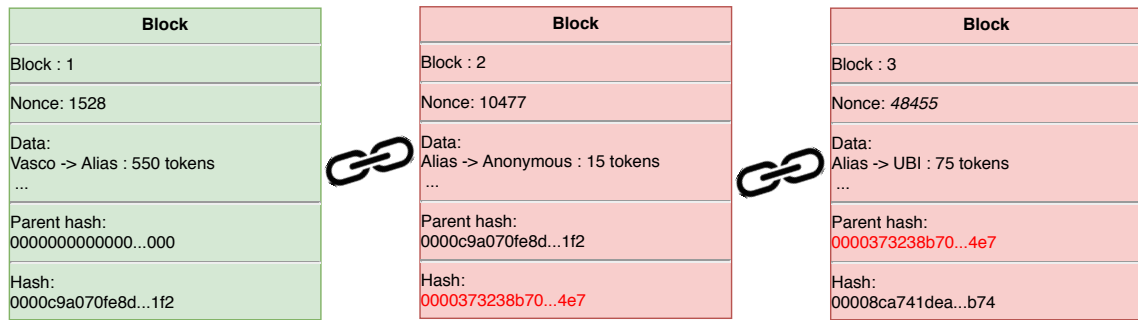 Block
Block : 1
Nonce: 1528
Data:
Vasco -> Alias : 550 tokens
...
Parent hash:
0000000000000...000
Hash:
0000c9a070fe8d...1f2
Block
Block : 2
Nonce: 10477
Data:
Alias -> Anonymous : 15 tokens
...
Parent hash:
0000c9a070fe8d...1f2
Hash:
0000373238b70...4e7
Block
Block : 3
Nonce: 48455
Data:
Alias -> UBI : 75 tokens
...
Parent hash:
0000373238b70...4e7
Hash:
00008ca741dea...b74